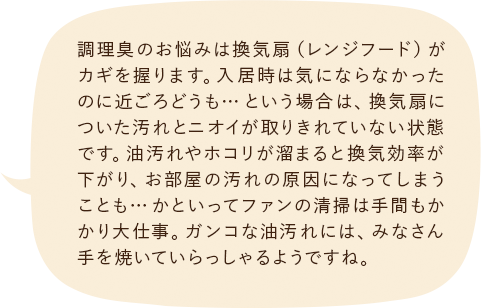 調理臭のお悩みは換気扇（レンジフード）が
カギを握ります。入居時は気にならなかった
のに近ごろどうも…という場合は、換気扇に
ついた汚れとニオイが取りきれていない状態
です。油汚れやホコリが溜まると換気効率が
下がり、お部屋の汚れの原因になってしまう
ことも…かといってファンの清掃は手間もか
かり大仕事。ガンコな油汚れには、みなさん
手を焼いていらっしゃるようですね。